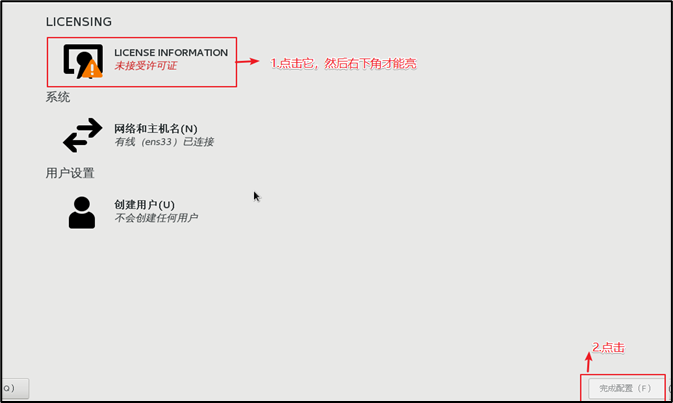 LICENSING
LICENSE INFORMATION
未接受许可证
1.点击它，然后右下角才能亮
系统
网络和主机名(N)
有线（ens33）已连接
用户设置
创建用户(U)
不会创建任何用户
2.点击
Q）
完成配置（F）